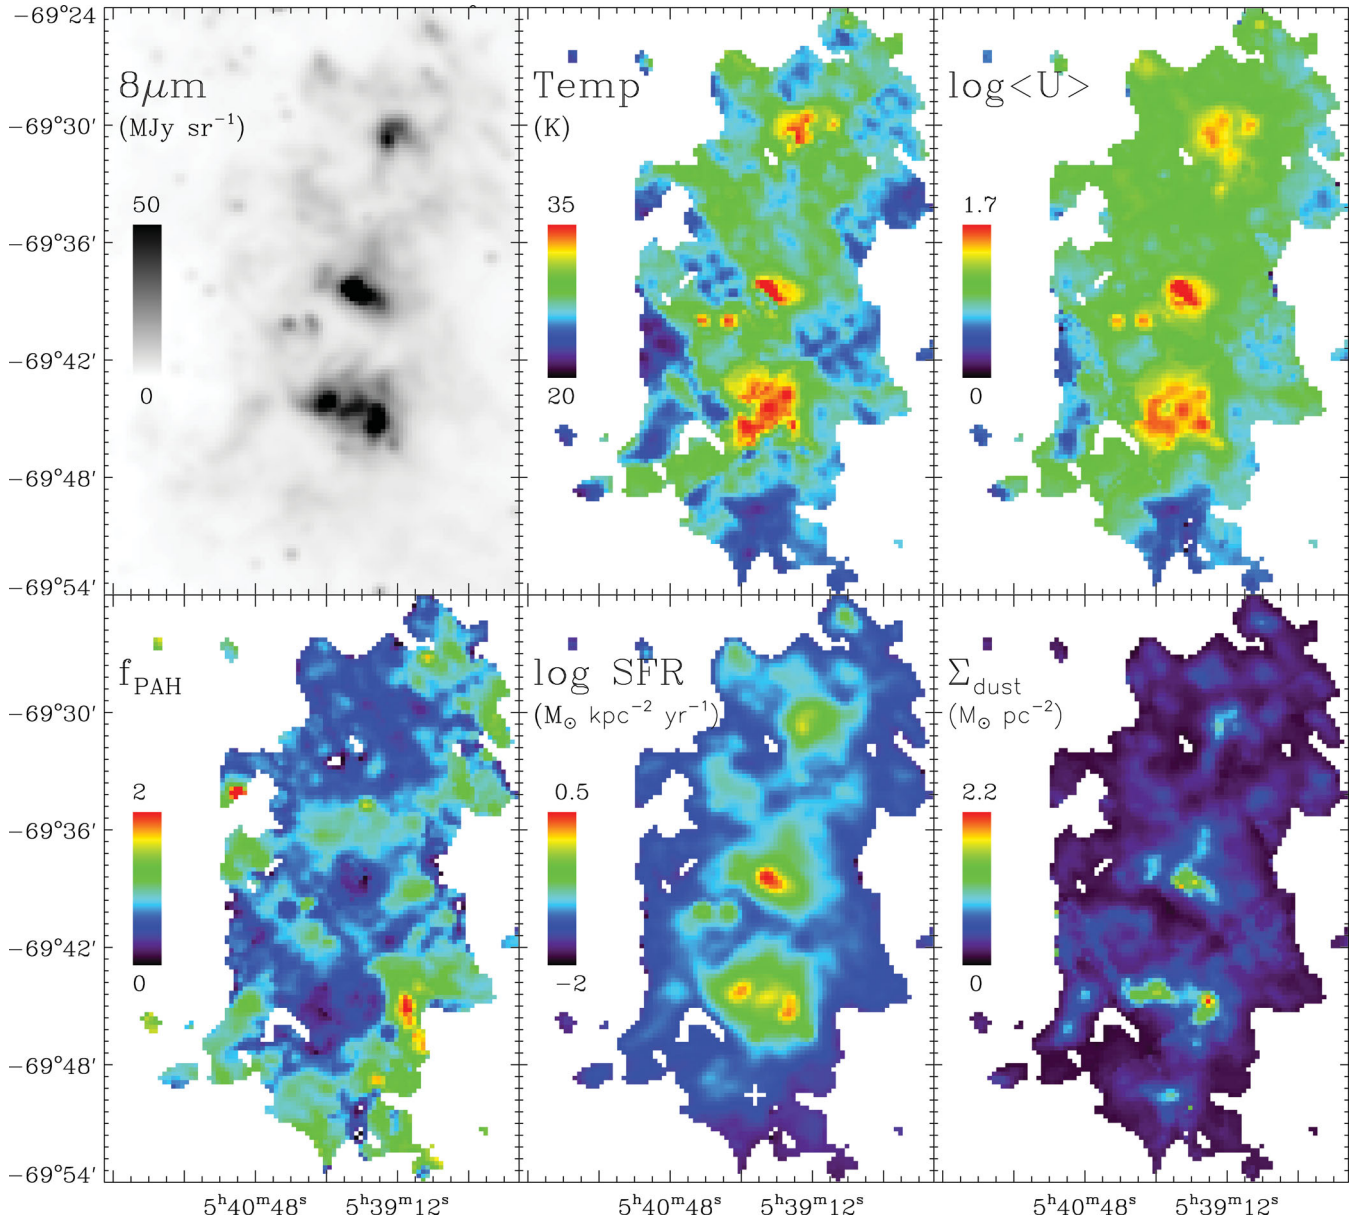 −69°24
8μm
(MJy sr⁻¹)
50
0
−69°30′
−69°36′
−69°42′
−69°48′
−69°54′
Temp
(K)
35
20
log<U>
1.7
0
f_PAH
2
0
−69°30′
−69°36′
−69°42′
−69°48′
−69°54′
log SFR
(M⊙ kpc⁻² yr⁻¹)
0.5
−2
Σ_dust
(M⊙ pc⁻²)
2.2
0
5ʰ40ᵐ48ˢ 5ʰ39ᵐ12ˢ
5ʰ40ᵐ48ˢ 5ʰ39ᵐ12ˢ
5ʰ40ᵐ48ˢ 5ʰ39ᵐ12ˢ